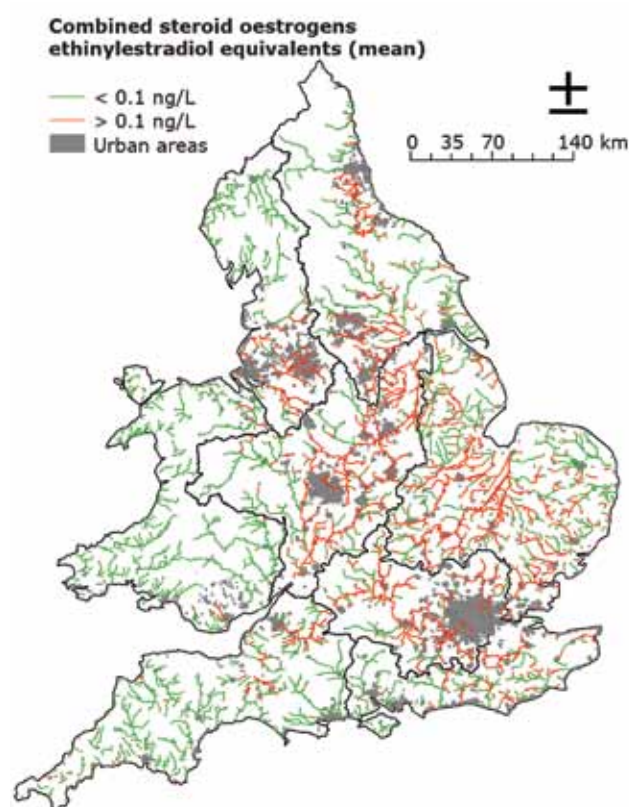 Combined steroid oestrogens
ethinylestradiol equivalents (mean)
< 0.1 ng/L
> 0.1 ng/L
Urban areas
0 35 70 140 km